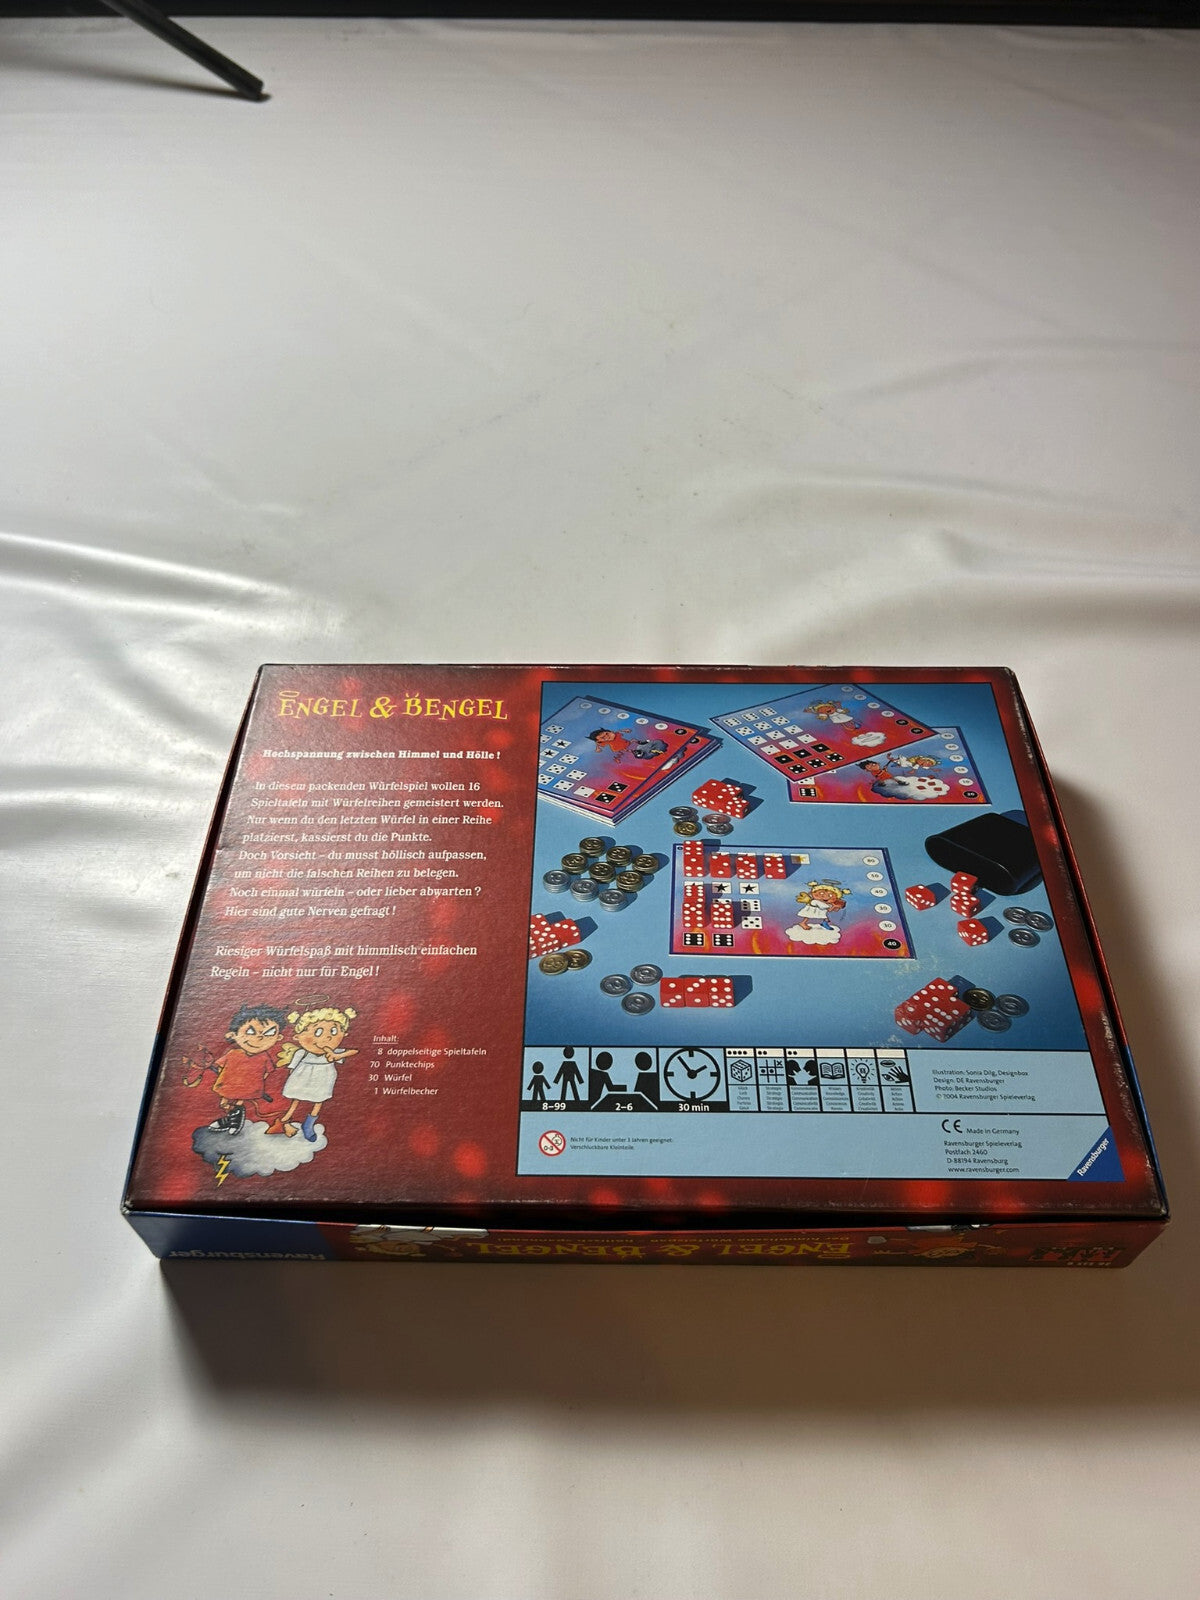 ENGEL & BENGEL
Hochspannung zwischen Himmel und Hölle!
In diesem packenden Würfelspiel wollen 16
Spieltafeln mit Würfelreihen gemeistert werden.
Nur wenn du den letzten Würfel in einer Reihe
platzierst, kassierst du die Punkte.
Doch Vorsicht – du musst höllisch aufpassen,
um nicht die falschen Reihen zu belegen.
Noch einmal würfeln – oder lieber abwarten?
Hier sind gute Nerven gefragt!
Riesiger Würfelspaß mit himmlisch einfachen
Regeln – nicht nur für Engel!
Inhalt:
8 doppelseitige Spieltafeln
70 Punktechips
30 Würfel
1 Würfelbecher
8–99
2–6
30 min
Illustration: Sonia Dilg, Designbox
Design: DE Ravensburger
Photo: Becker Studios
© 2004 Ravensburger Spieleverlag
Nicht für Kinder unter 3 Jahren geeignet.
Verschluckbare Kleinteile.
CE Made in Germany
Ravensburger Spieleverlag
Postfach 2460
D-88194 Ravensburg
www.ravensburger.com
Ravensburger
Ravensburger
ENGEL & BENGEL
ENGEL & BENGEL